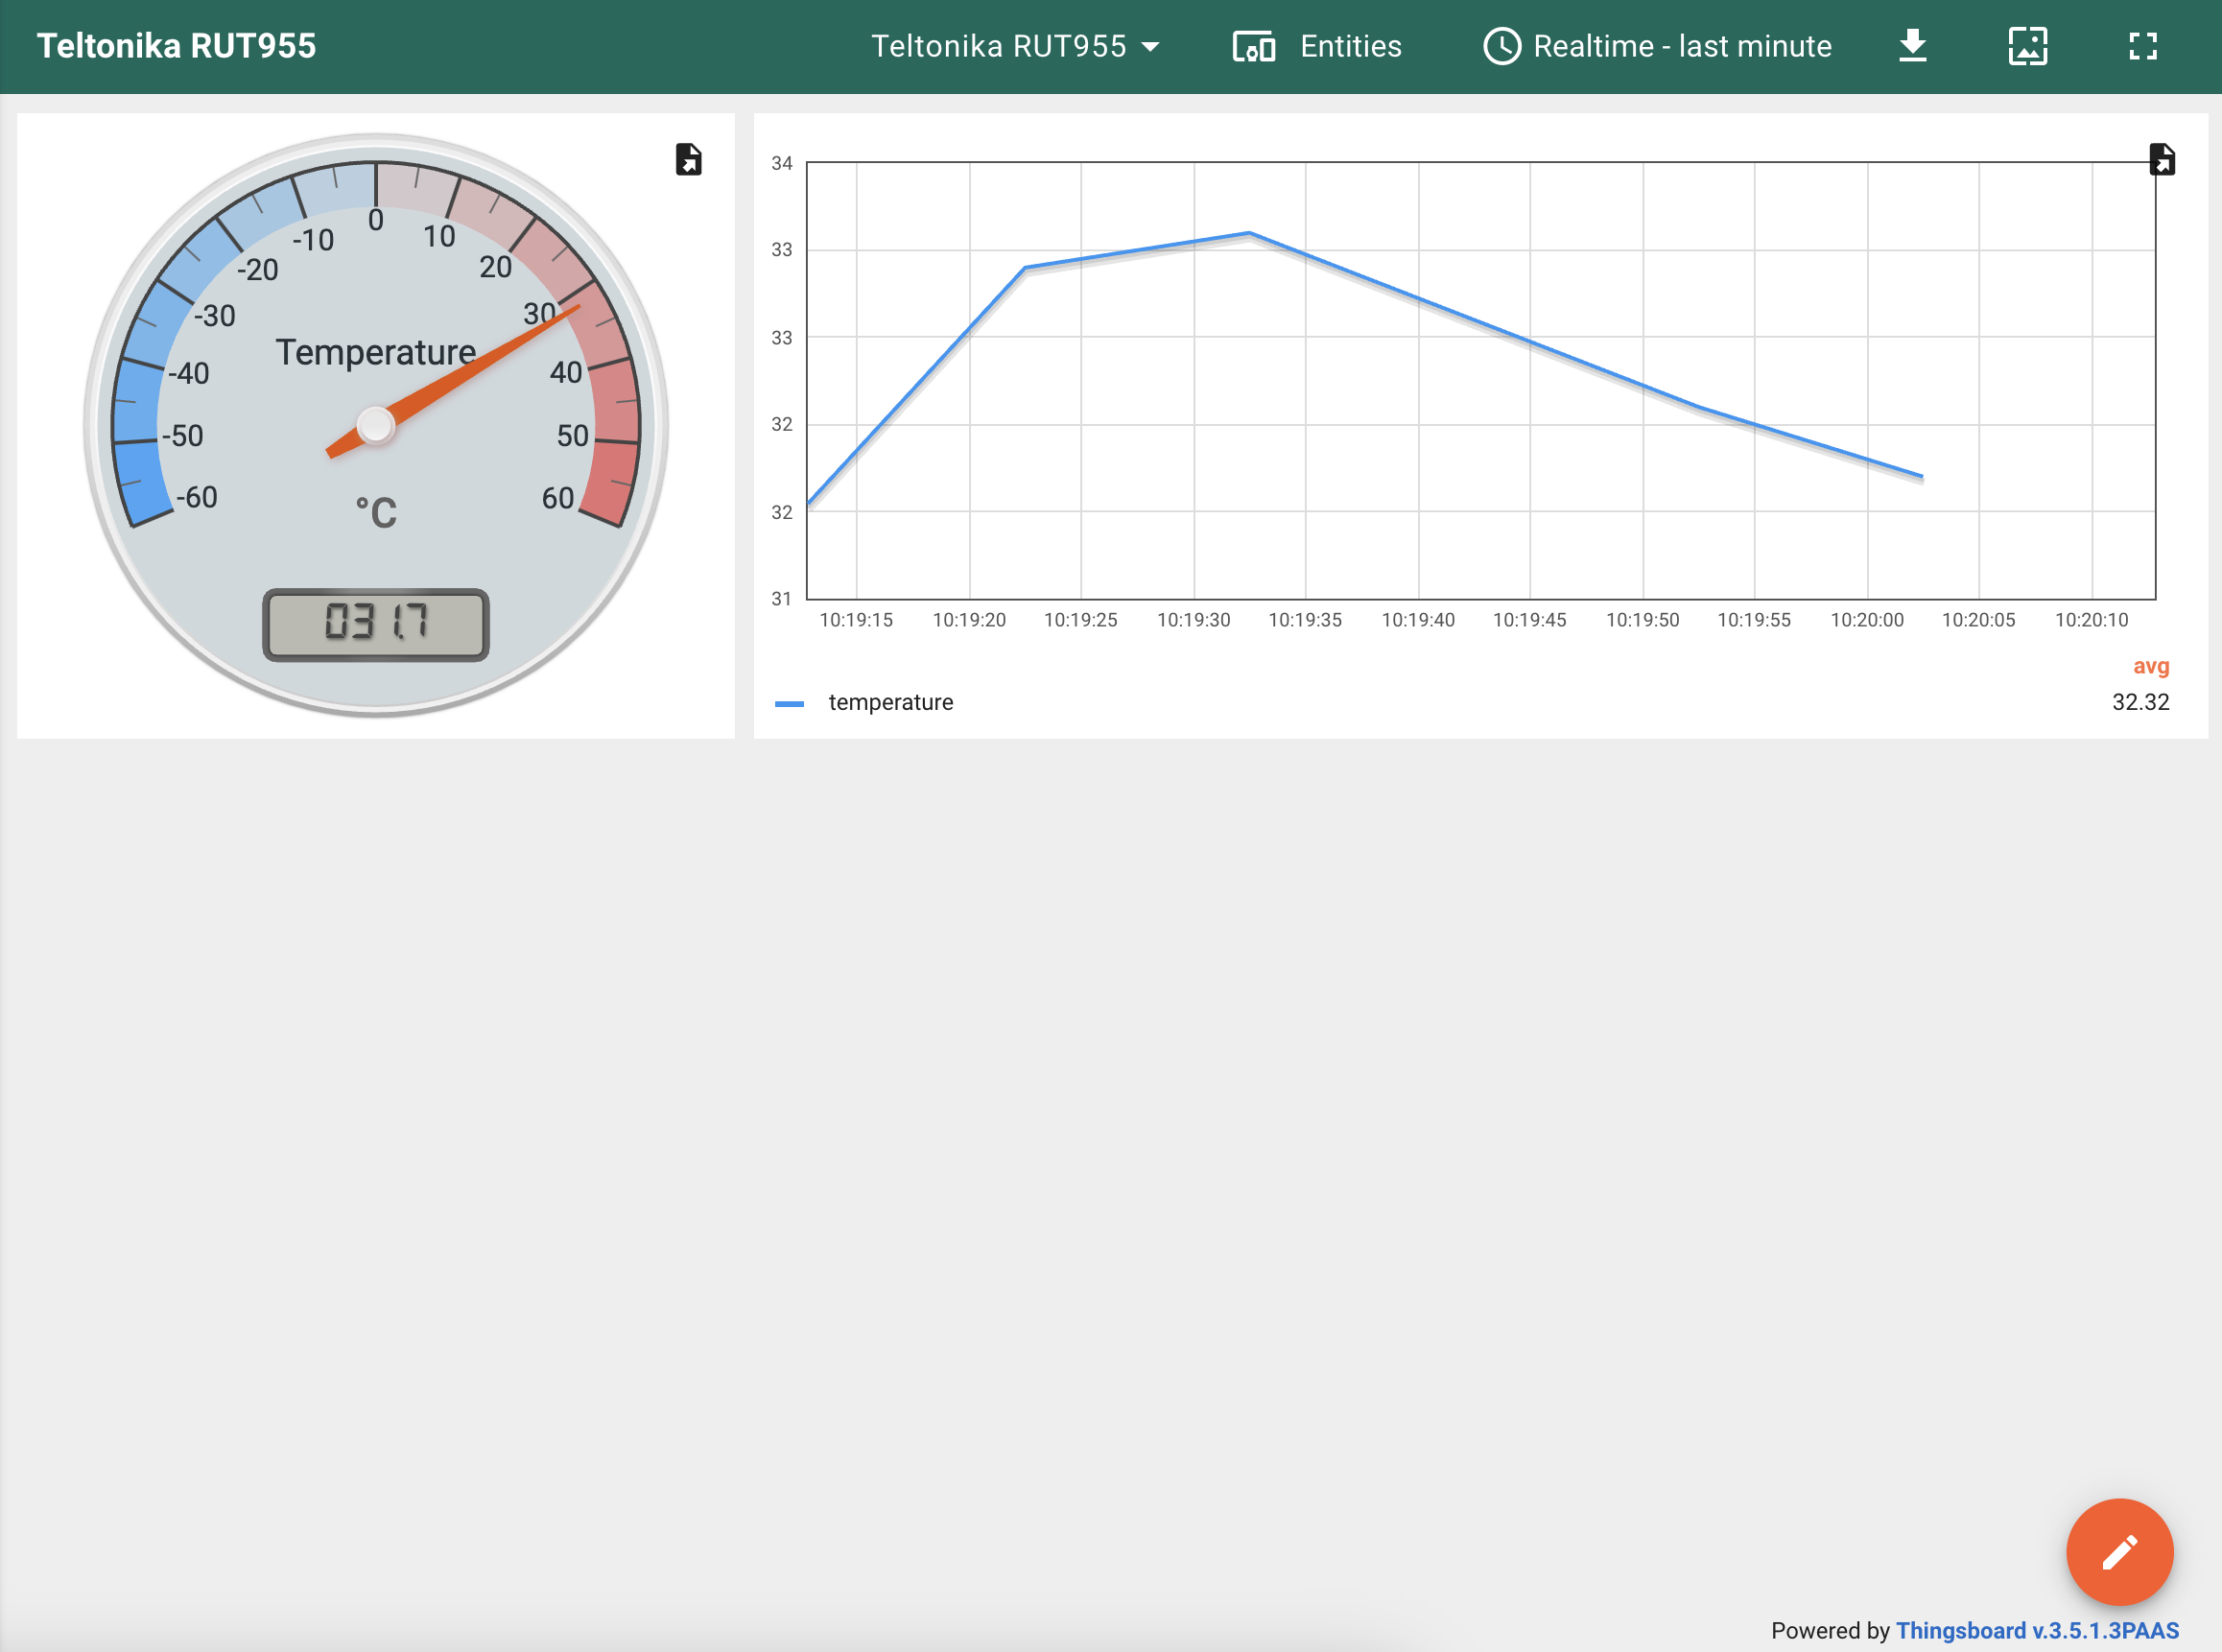 Teltonika RUT955
Teltonika RUT955
Entities
Realtime - last minute
0
-10
10
-20
20
-30
30
Temperature
-40
40
-50
50
-60
60
°C
031.7
34
33
33
32
32
31
10:19:15 10:19:20 10:19:25 10:19:30 10:19:35 10:19:40 10:19:45 10:19:50 10:19:55 10:20:00 10:20:05 10:20:10
avg
temperature 32.32
Powered by Thingsboard v.3.5.1.3PAAS